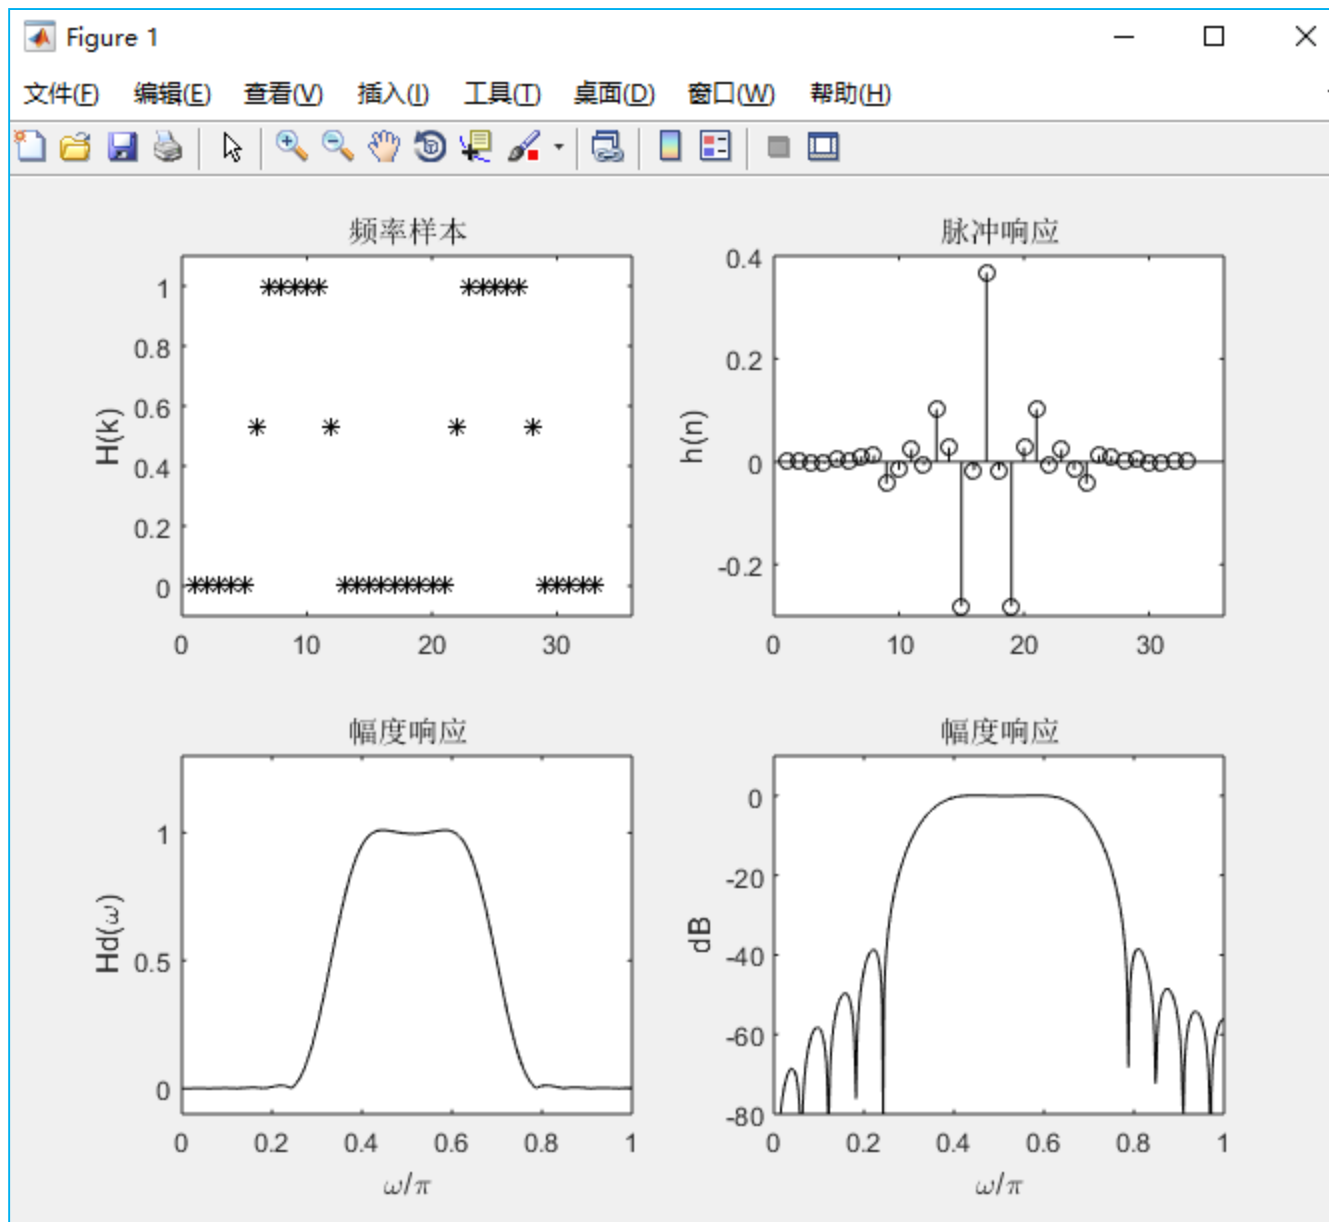 Figure 1
文件(F) 编辑(E) 查看(V) 插入(I) 工具(T) 桌面(D) 窗口(W) 帮助(H)
频率样本
H(k)
1
0.8
0.6
0.4
0.2
0
0 10 20 30
脉冲响应
h(n)
0.4
0.2
0
-0.2
0 10 20 30
幅度响应
Hd(ω)
1
0.5
0
0 0.2 0.4 0.6 0.8 1
ω/π
幅度响应
dB
0
-20
-40
-60
-80
0 0.2 0.4 0.6 0.8 1
ω/π